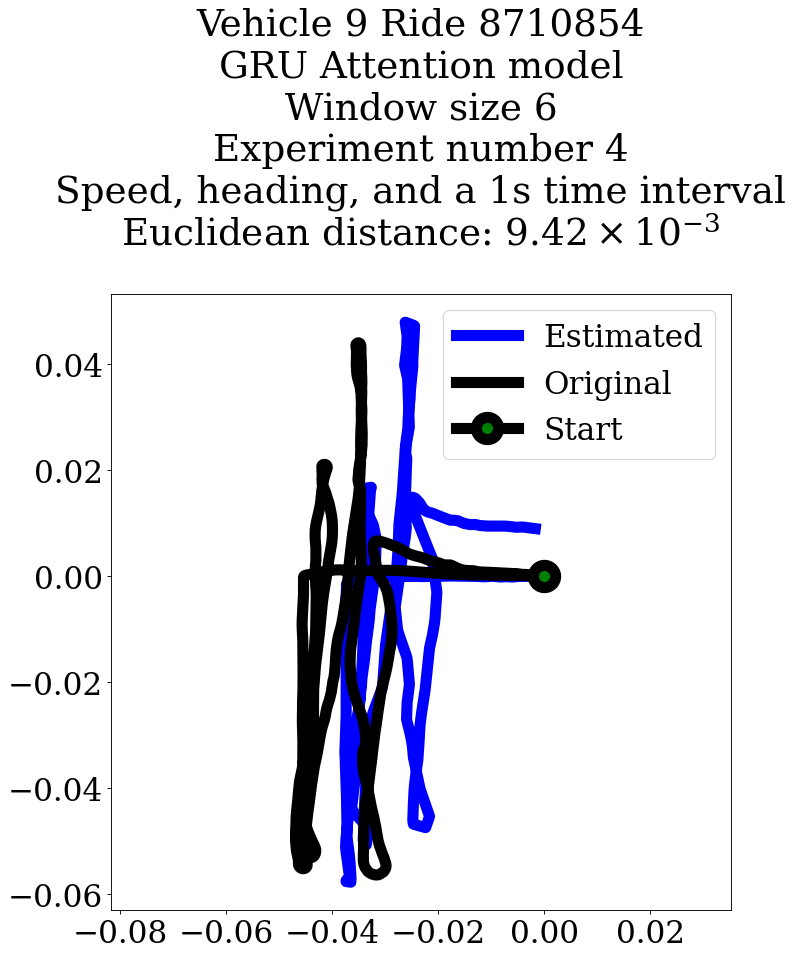 Vehicle 9 Ride 8710854
GRU Attention model
Window size 6
Experiment number 4
Speed, heading, and a 1s time interval
Euclidean distance: 9.42 × 10⁻³
Estimated
Original
Start
0.04
0.02
0.00
−0.02
−0.04
−0.06
−0.08 −0.06 −0.04 −0.02 0.00 0.02